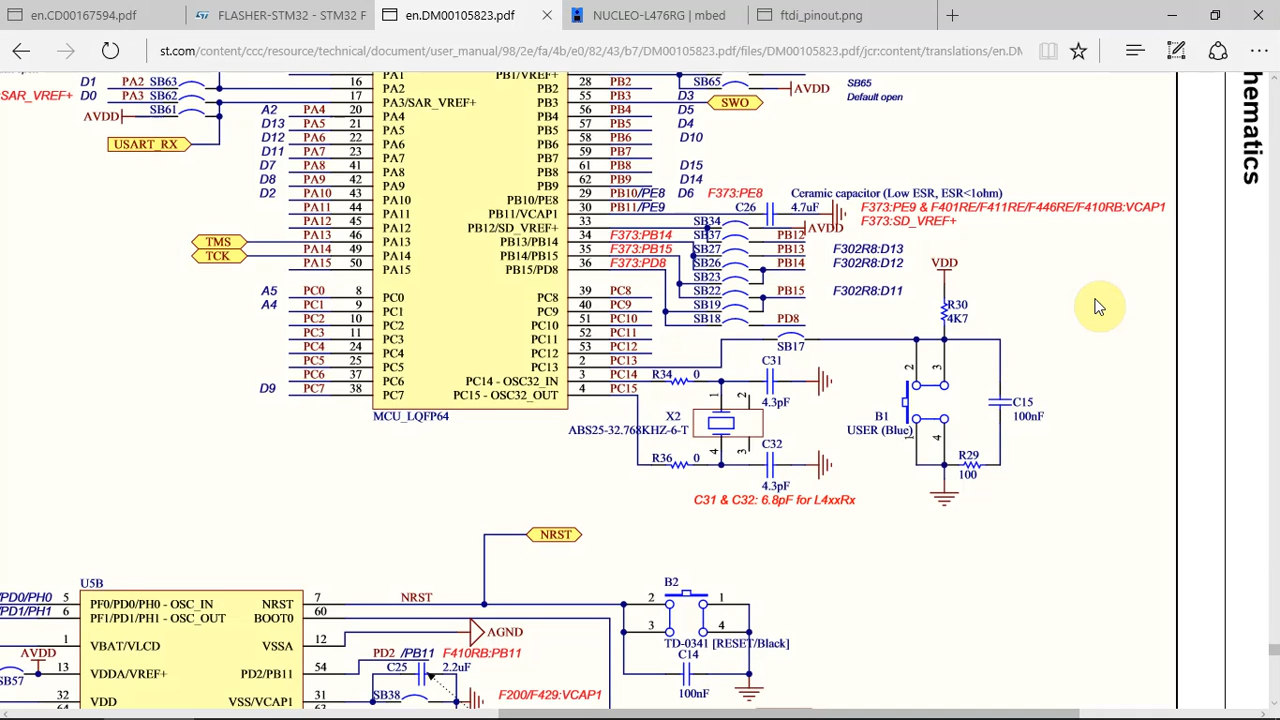 en.CD00167594.pdf
FLASHER-STM32 - STM32 F
en.DM00105823.pdf
NUCLEO-L476RG | mbed
ftdi_pinout.png
st.com/content/ccc/resource/technical/document/user_manual/98/2e/fa/4b/e0/82/43/b7/DM00105823.pdf/files/DM00105823.pdf/jcr:content/translations/en.DM
hematics
PA1 PB1/VREF+
D1 PA2 SB63 16 PA2 PB2 28 PB2 SB65 AVDD SB65
Default open
SAR_VREF+ D0 PA3 SB62 17 PA3/SAR_VREF+ PB3 55 PB3 D3 SWO
AVDD SB61 A2 PA4 20 PA4 PB4 56 PB4 D5
D13 PA5 21 PA5 PB5 57 PB5 D4
USART_RX D12 PA6 22 PA6 PB6 58 PB6 D10
D11 PA7 23 PA7 PB7 59 PB7
D7 PA8 41 PA8 PB8 61 PB8 D15
D8 PA9 42 PA9 PB9 62 PB9 D14
D2 PA10 43 PA10 PB10/PE8 29 PB10/PE8 D6 F373:PE8 Ceramic capacitor (Low ESR, ESR<1ohm)
PA11 44 PA11 PB11/VCAP1 30 PB11/PE9 C26 4.7uF F373:PE9 & F401RE/F411RE/F446RE/F410RB:VCAP1
PA12 45 PA12 PB12/SD_VREF+ 33 SB34 AVDD F373:SD_VREF+
TMS PA13 46 PA13 PB13/PB14 34 F373:PB14 SB37 PB12
TCK PA14 49 PA14 PB14/PB15 35 F373:PB15 SB27 PB13 F302R8:D13
PA15 50 PA15 PB15/PD8 36 F373:PD8 SB26 PB14 F302R8:D12
VDD
SB23
A5 PC0 8 PC0 PC8 39 PC8 SB22 PB15 F302R8:D11
A4 PC1 9 PC1 PC9 40 PC9 SB19
R30
4K7
PC2 10 PC2 PC10 51 PC10 SB18 PD8
PC3 11 PC3 PC11 52 PC11
PC4 24 PC4 PC12 53 PC12 SB17
PC5 25 PC5 PC13 2 PC13 C31
PC6 37 PC6 PC14 - OSC32_IN 3 PC14 R34 0 2 3
D9 PC7 38 PC7 PC15 - OSC32_OUT 4 PC15 1 2 4.3pF
MCU_LQFP64 X2 B1 C15
100nF
ABS25-32.768KHZ-6-T USER (Blue) 1 4
4 3 C32
R36 0 R29
100
4.3pF
C31 & C32: 6.8pF for L4xxRx
NRST
U5B B2
/PD0/PH0 5 PF0/PD0/PH0 - OSC_IN NRST 7 NRST 2 1
/PD1/PH1 6 PF1/PD1/PH1 - OSC_OUT BOOT0 60
1 VBAT/VLCD VSSA 12 AGND 3 4
TD-0341 [RESET/Black]
AVDD PD2 /PB11 F410RB:PB11
SB57 13 VDDA/VREF+ PD2/PB11 54 C25 2.2uF C14
100nF
32 VDD VSS/VCAP1 31 SB38 F200/F429:VCAP1